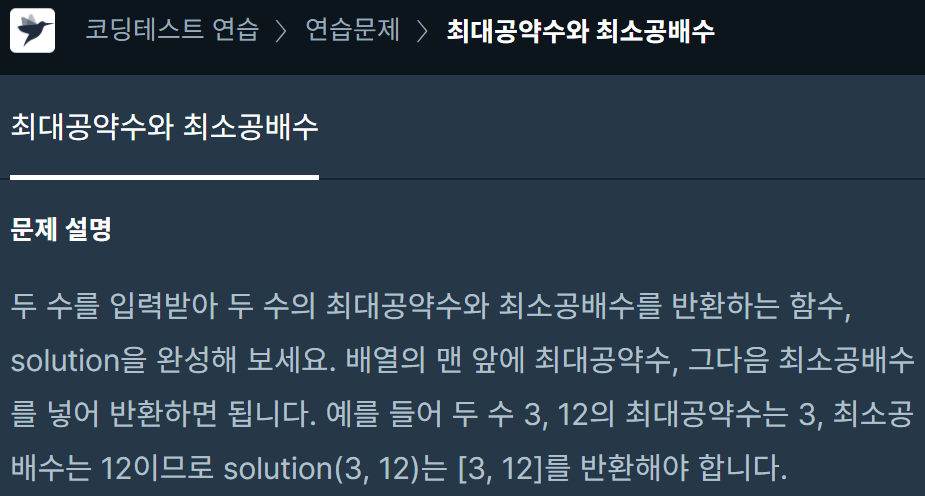 코딩테스트 연습 〉 연습문제 〉 최대공약수와 최소공배수
최대공약수와 최소공배수
문제 설명
두 수를 입력받아 두 수의 최대공약수와 최소공배수를 반환하는 함수,
solution을 완성해 보세요. 배열의 맨 앞에 최대공약수, 그다음 최소공배수
를 넣어 반환하면 됩니다. 예를 들어 두 수 3, 12의 최대공약수는 3, 최소공
배수는 12이므로 solution(3, 12)는 [3, 12]를 반환해야 합니다.